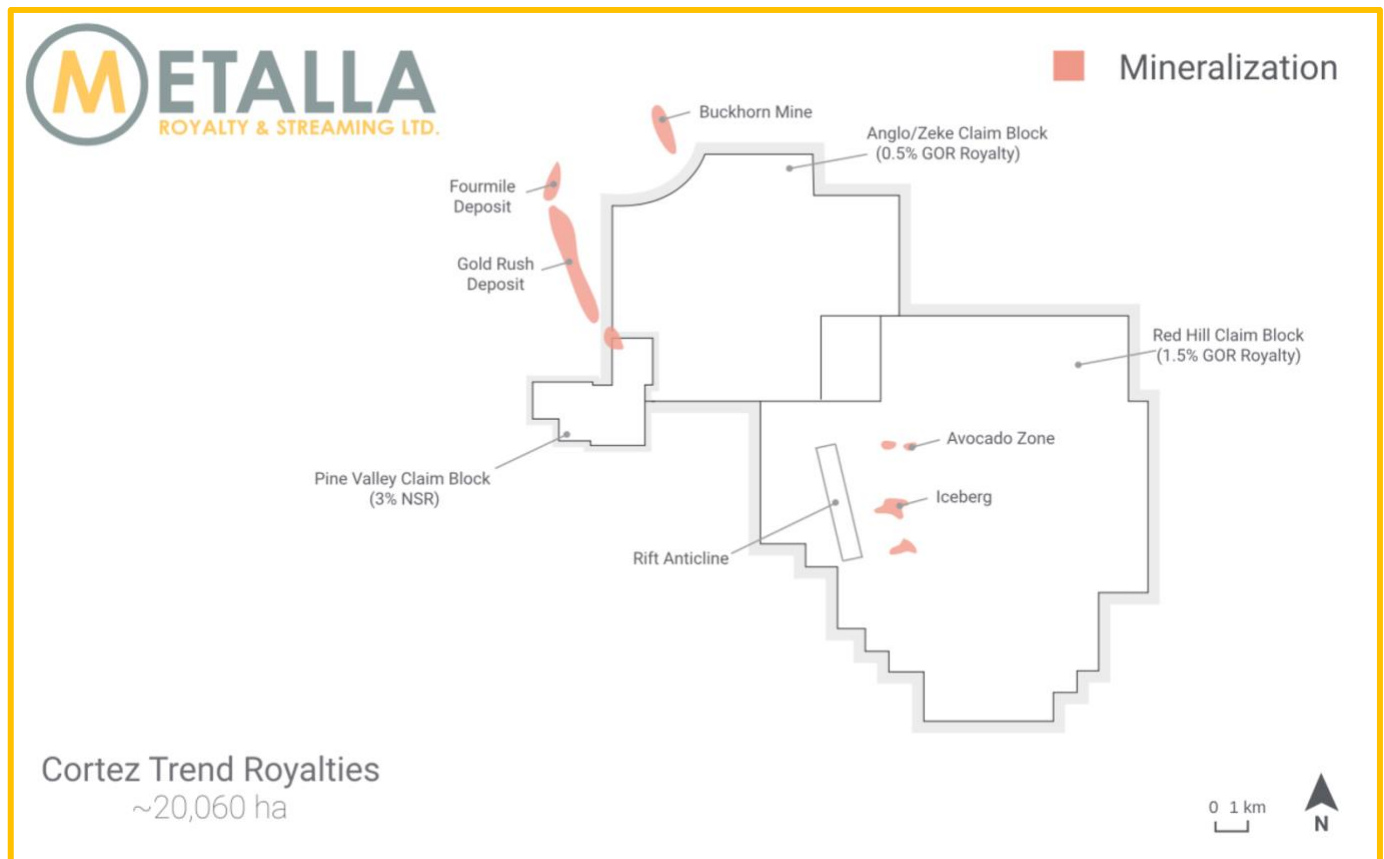 METALLA
ROYALTY & STREAMING LTD.
Mineralization
Buckhorn Mine
Anglo/Zeke Claim Block
(0.5% GOR Royalty)
Fourmile
Deposit
Gold Rush
Deposit
Red Hill Claim Block
(1.5% GOR Royalty)
Avocado Zone
Pine Valley Claim Block
(3% NSR)
Iceberg
Rift Anticline
Cortez Trend Royalties
~20,060 ha
0 1 km
N